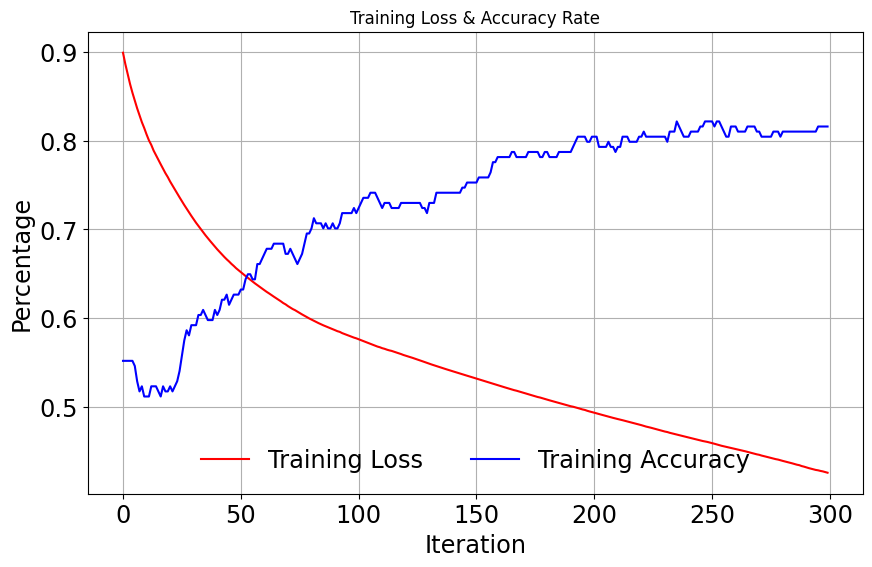 Training Loss & Accuracy Rate
Percentage
0.9
0.8
0.7
0.6
0.5
Training Loss
Training Accuracy
0 50 100 150 200 250 300
Iteration